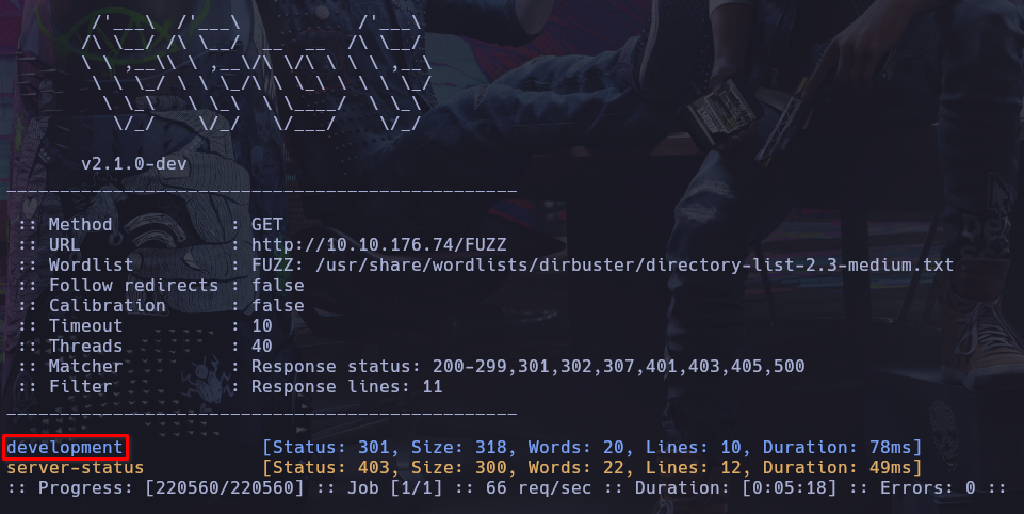 v2.1.0-dev
________________________________________________
:: Method : GET
:: URL : http://10.10.176.74/FUZZ
:: Wordlist : FUZZ: /usr/share/wordlists/dirbuster/directory-list-2.3-medium.txt
:: Follow redirects : false
:: Calibration : false
:: Timeout : 10
:: Threads : 40
:: Matcher : Response status: 200-299,301,302,307,401,403,405,500
:: Filter : Response lines: 11
________________________________________________
development [Status: 301, Size: 318, Words: 20, Lines: 10, Duration: 78ms]
server-status [Status: 403, Size: 300, Words: 22, Lines: 12, Duration: 49ms]
:: Progress: [220560/220560] :: Job [1/1] :: 66 req/sec :: Duration: [0:05:18] :: Errors: 0 ::